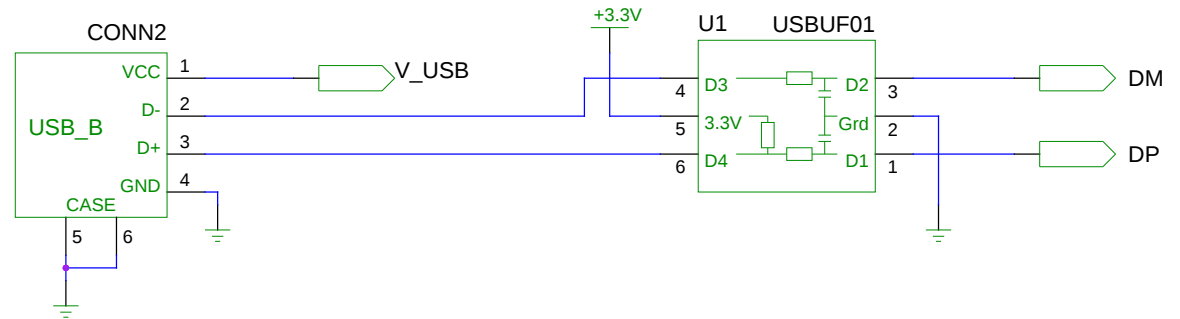 CONN2
USB_B
VCC
1
D-
2
D+
3
GND
4
CASE
5
6
V_USB
+3.3V
U1
USBUF01
D3
4
3.3V
5
D4
6
D2
3
Grd
2
D1
1
DM
DP